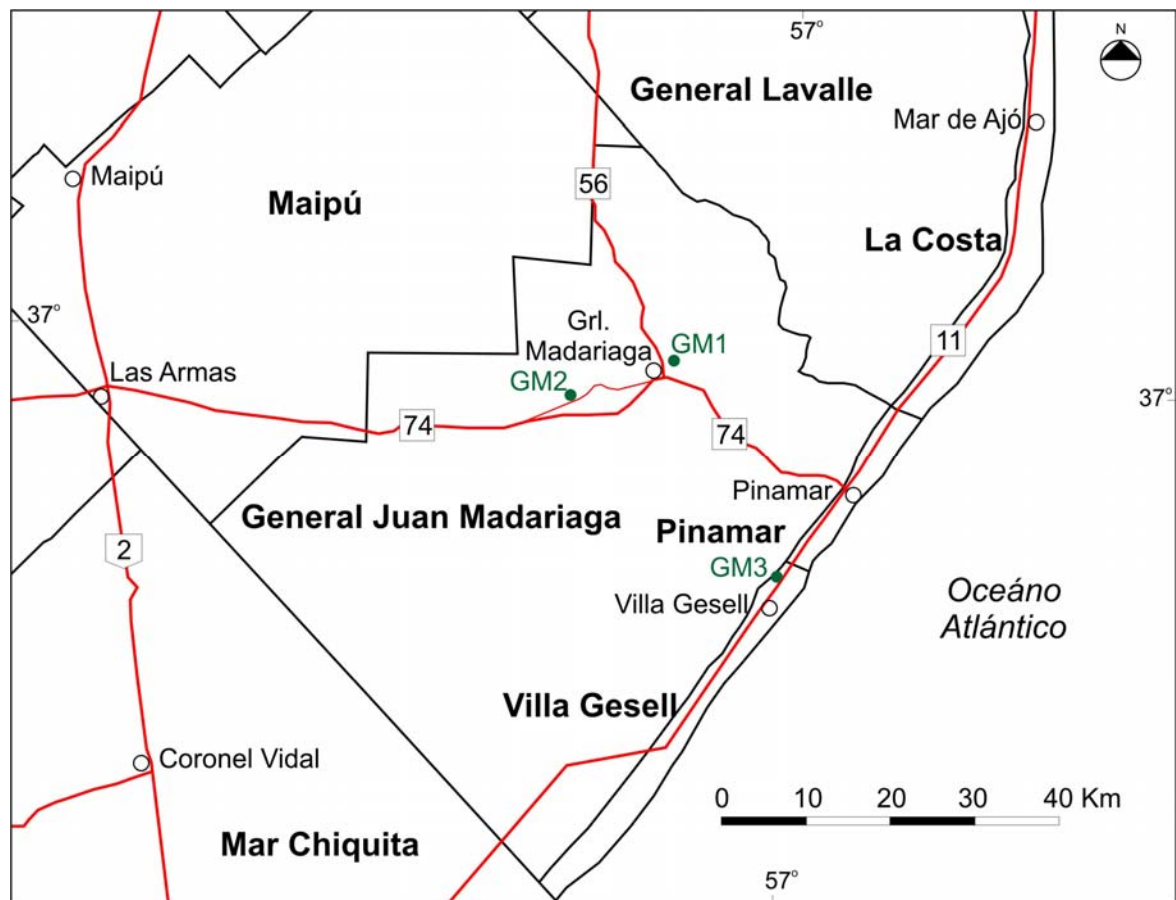 57°
N
General Lavalle
Mar de Ajó
Maipú
56
Maipú
La Costa
37°
Grl.
Madariaga
GM1
11
Las Armas
GM2
37°
74
74
Pinamar
General Juan Madariaga
Pinamar
2
GM3
Villa Gesell
Oceáno
Atlántico
Villa Gesell
Coronel Vidal
0 10 20 30 40 Km
Mar Chiquita
57°